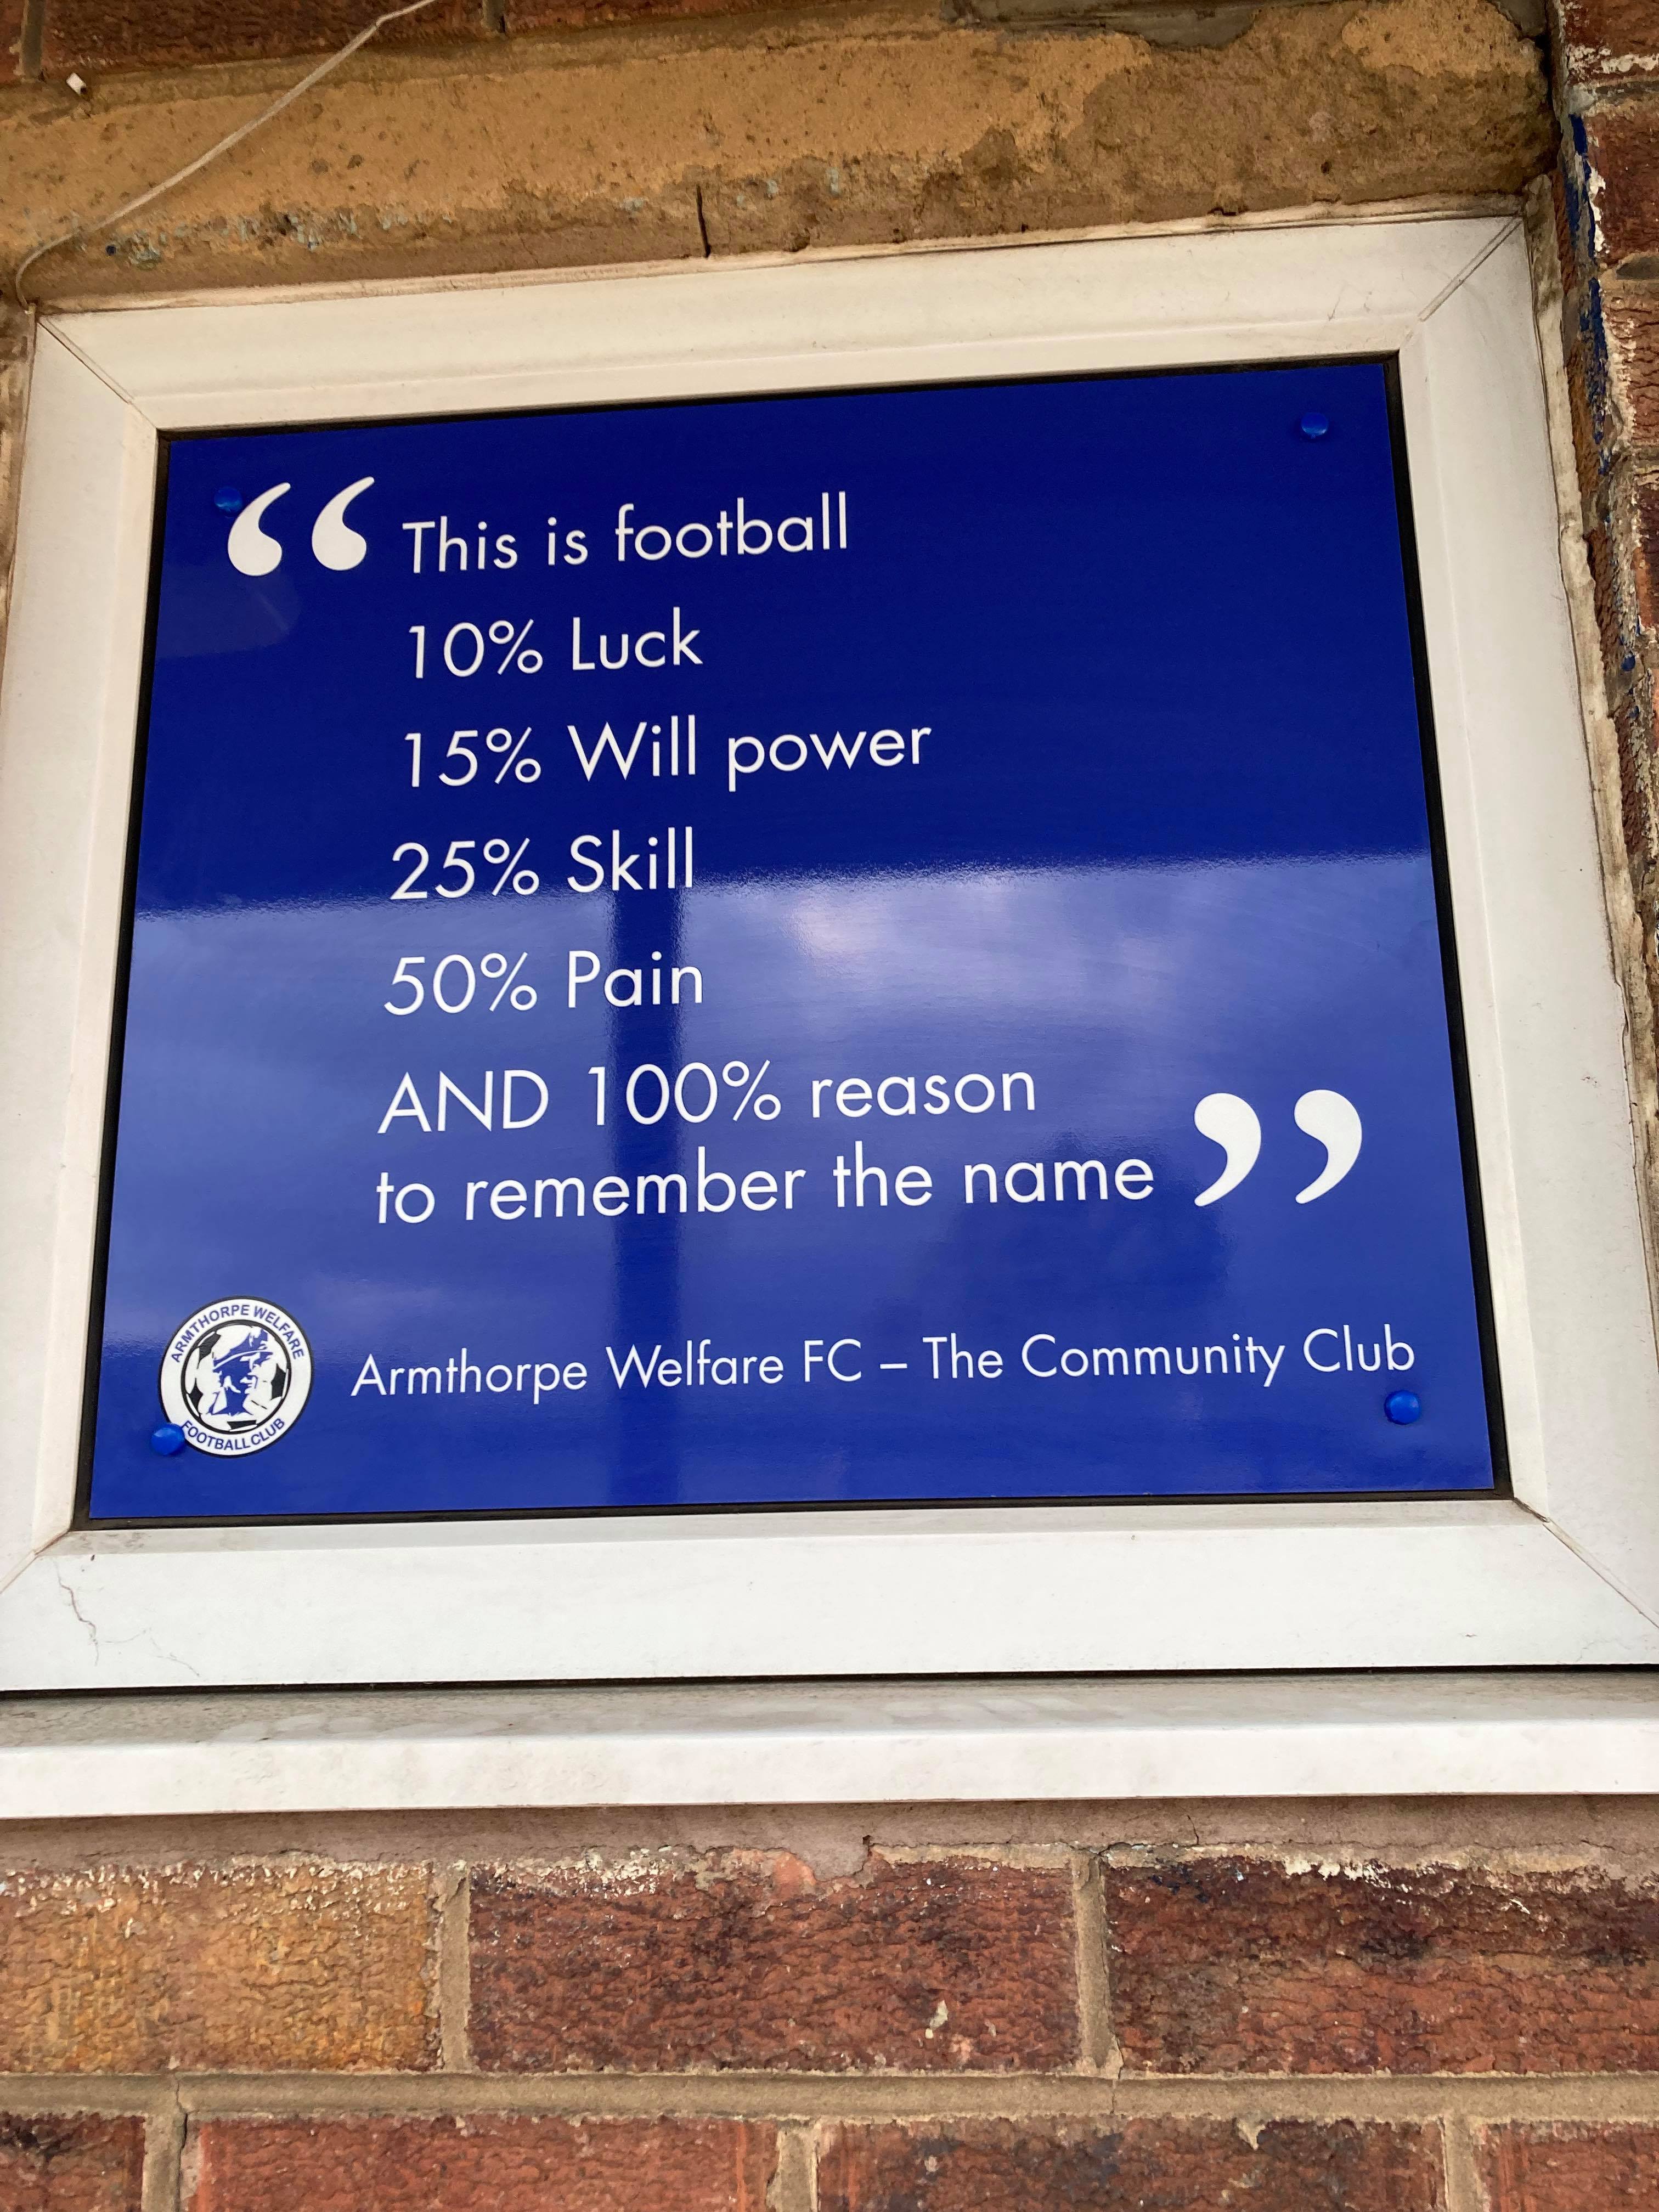 “ This is football
10% Luck
15% Will power
25% Skill
50% Pain
AND 100% reason
to remember the name ”
ARMTHORPE WELFARE
FOOTBALL CLUB
Armthorpe Welfare FC – The Community Club